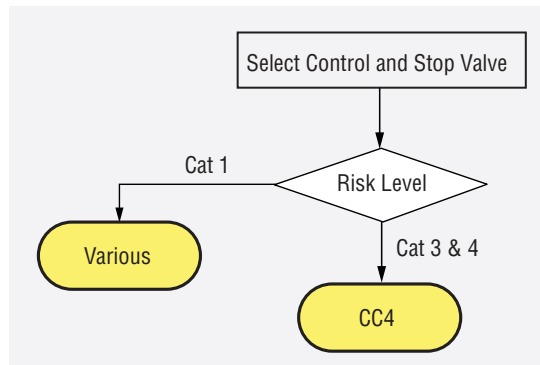 Select Control and Stop Valve
Risk Level
Cat 1
Various
Cat 3 & 4
CC4